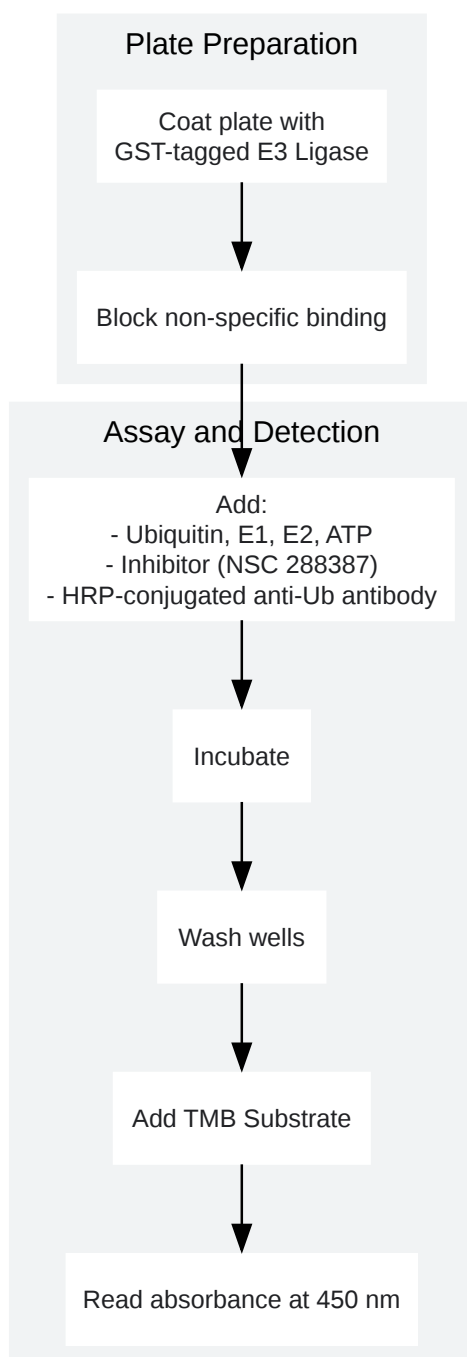 Plate Preparation
Coat plate with
GST-tagged E3 Ligase
Block non-specific binding
Assay and Detection
Add:
- Ubiquitin, E1, E2, ATP
- Inhibitor (NSC 288387)
- HRP-conjugated anti-Ub antibody
Incubate
Wash wells
Add TMB Substrate
Read absorbance at 450 nm